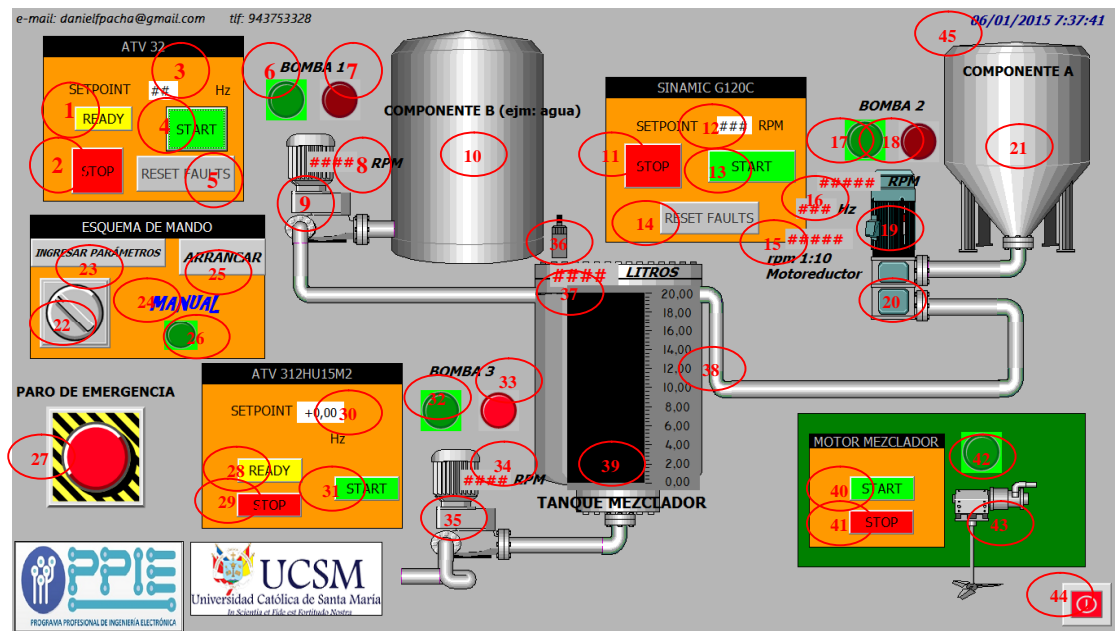 e-mail: danielfpacha@gmail.com tlf: 943753328
06/01/2015 7:37:41
45
ATV 32
3
SETPOINT ## Hz
1
READY
4
START
2
STOP
RESET FAULTS
5
6
BOMBA 1
7
COMPONENTE B (ejm: agua)
10
#### RPM
8
9
SINAMIC G120C
SETPOINT ### RPM
12
11
STOP
START
13
14
RESET FAULTS
BOMBA 2
17
18
##### RPM
16
### Hz
15
#####
rpm 1:10
Motoreductor
19
20
COMPONENTE A
21
ESQUEMA DE MANDO
INGRESAR PARÁMETROS
23
ARRANCAR
25
24
MANUAL
22
26
36
#### LITROS
37
20,00
18,00
16,00
14,00
12,00
38
10,00
8,00
6,00
4,00
2,00
0,00
39
TANQUE MEZCLADOR
PARO DE EMERGENCIA
27
ATV 312HU15M2
SETPOINT +0,00
30
Hz
28
READY
29
STOP
31
START
BOMBA 3
32
33
34
#### RPM
35
MOTOR MEZCLADOR
40
START
41
STOP
42
43
44
PPIE
PROGRAMA PROFESIONAL DE INGENIERÍA ELECTRÓNICA
UCSM
Universidad Católica de Santa María
In Scientia et Fide est Fortitudo Nostra